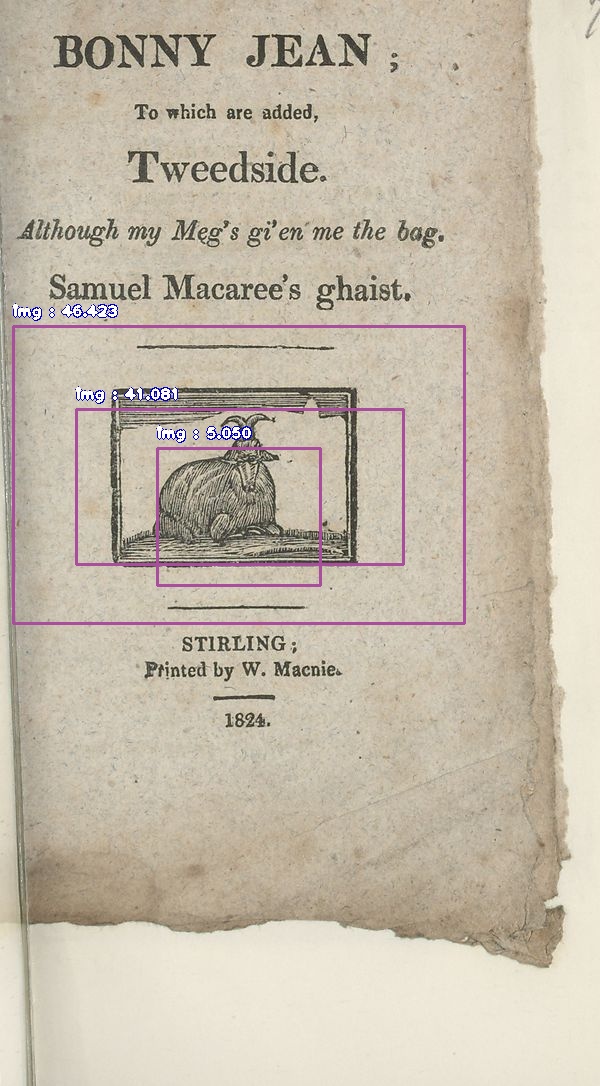 BONNY JEAN;
To which are added,
Tweedside.
Although my Meg's gi'en me the bag.
Samuel Macaree's ghaist.
img : 46.423
img : 41.081
img : 5.050
STIRLING;
Printed by W. Macnie.
1824.